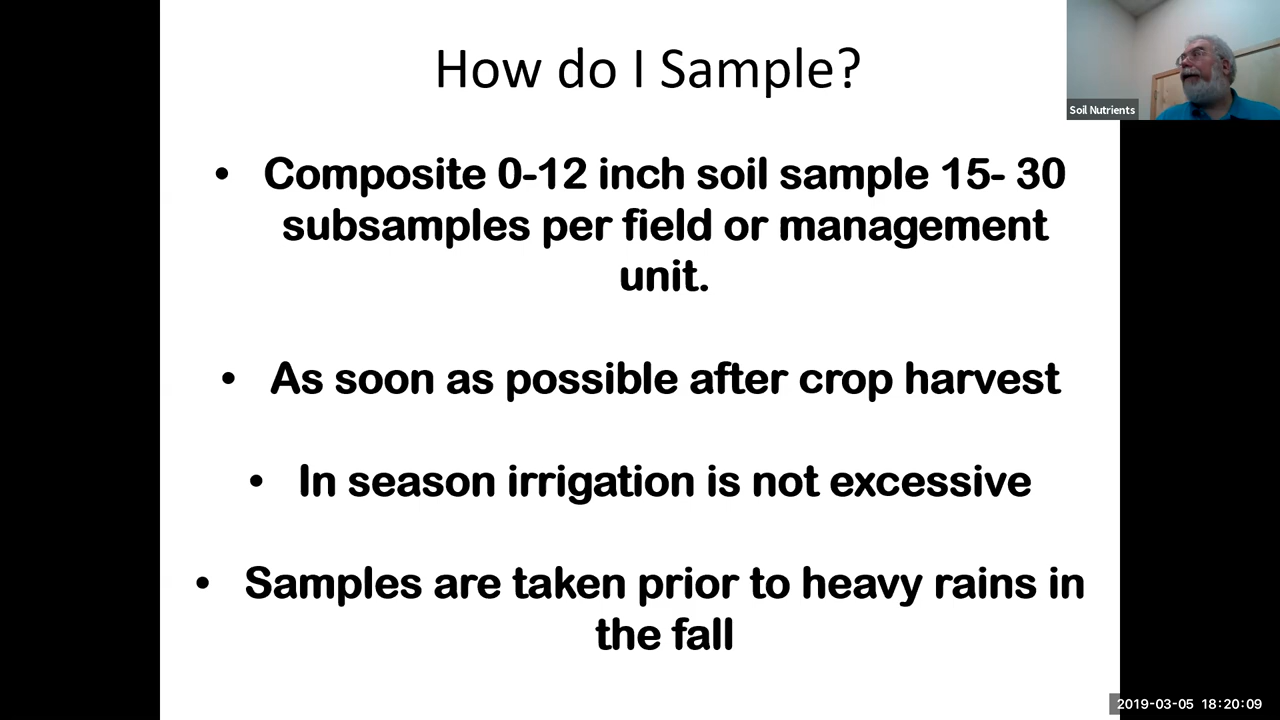 How do I Sample?
Soil Nutrients
• Composite 0-12 inch soil sample 15- 30
subsamples per field or management
unit.
• As soon as possible after crop harvest
• In season irrigation is not excessive
• Samples are taken prior to heavy rains in
the fall
2019-03-05 18:20:09